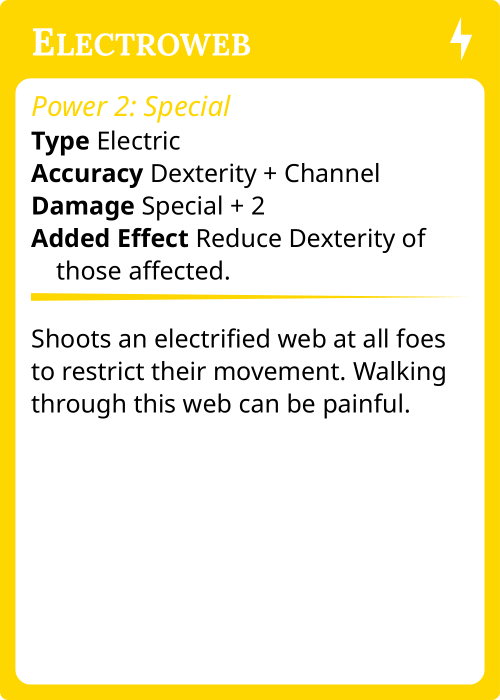 ELECTROWEB
Power 2: Special
Type Electric
Accuracy Dexterity + Channel
Damage Special + 2
Added Effect Reduce Dexterity of
those affected.
Shoots an electrified web at all foes
to restrict their movement. Walking
through this web can be painful.